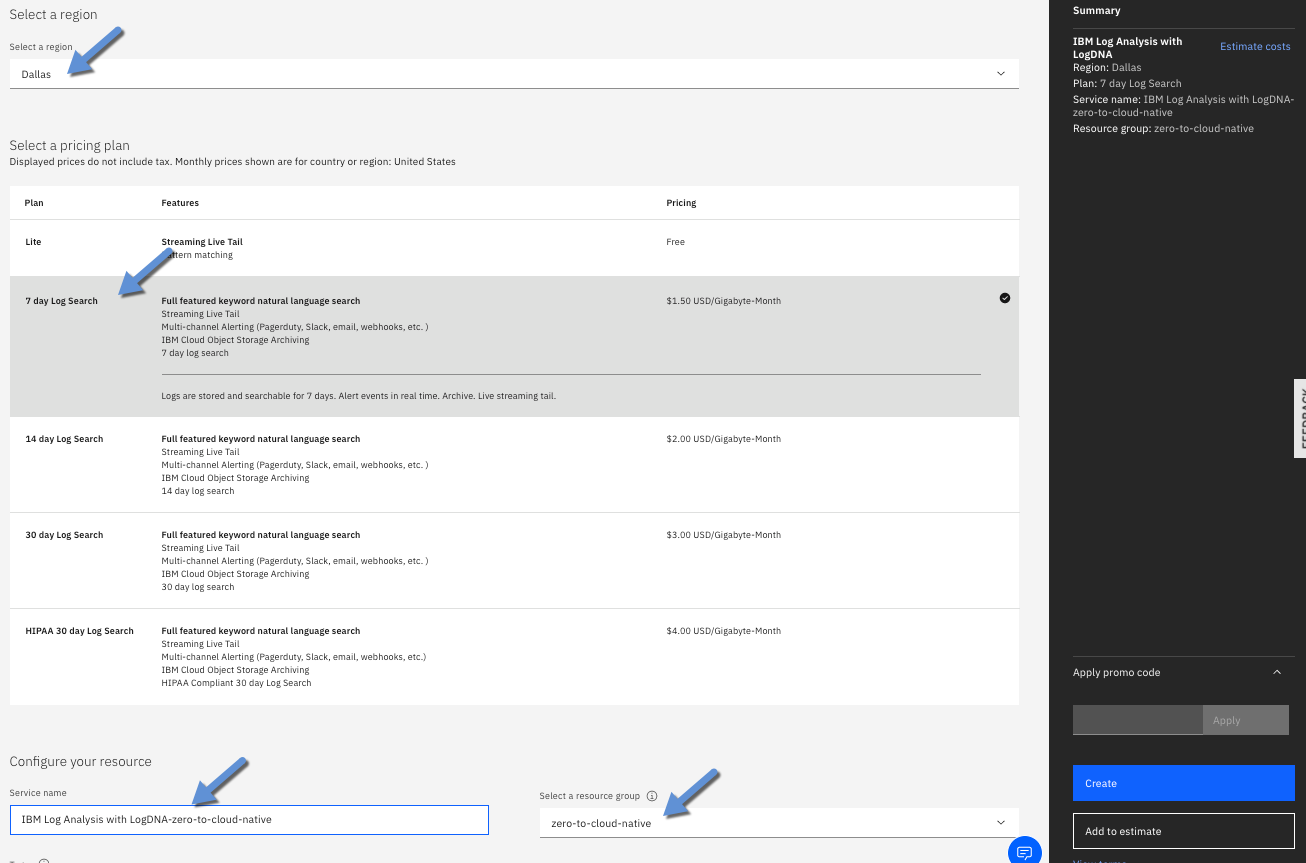 Select a region
Select a region
Dallas
Select a pricing plan
Displayed prices do not include tax. Monthly prices shown are for country or region: United States
Plan Features Pricing
Lite Streaming Live Tail Free
matching
7 day Log Search Full featured keyword natural language search $1.50 USD/Gigabyte-Month
Streaming Live Tail
Multi-channel Alerting (Pagerduty, Slack, email, webhooks, etc. )
IBM Cloud Object Storage Archiving
7 day log search
Logs are stored and searchable for 7 days. Alert events in real time. Archive. Live streaming tail.
14 day Log Search Full featured keyword natural language search $2.00 USD/Gigabyte-Month
Streaming Live Tail
Multi-channel Alerting (Pagerduty, Slack, email, webhooks, etc. )
IBM Cloud Object Storage Archiving
14 day log search
30 day Log Search Full featured keyword natural language search $3.00 USD/Gigabyte-Month
Streaming Live Tail
Multi-channel Alerting (Pagerduty, Slack, email, webhooks, etc. )
IBM Cloud Object Storage Archiving
30 day log search
HIPAA 30 day Log Search Full featured keyword natural language search $4.00 USD/Gigabyte-Month
Streaming Live Tail
Multi-channel Alerting (Pagerduty, Slack, email, webhooks, etc.)
IBM Cloud Object Storage Archiving
HIPAA Compliant 30 day Log Search
Configure your resource
Service name
IBM Log Analysis with LogDNA-zero-to-cloud-native
Select a resource group
zero-to-cloud-native
Summary
IBM Log Analysis with
LogDNA
Estimate costs
Region: Dallas
Plan: 7 day Log Search
Service name: IBM Log Analysis with LogDNA-
zero-to-cloud-native
Resource group: zero-to-cloud-native
FEEDBACK
Apply promo code
Apply
Create
Add to estimate
View terms